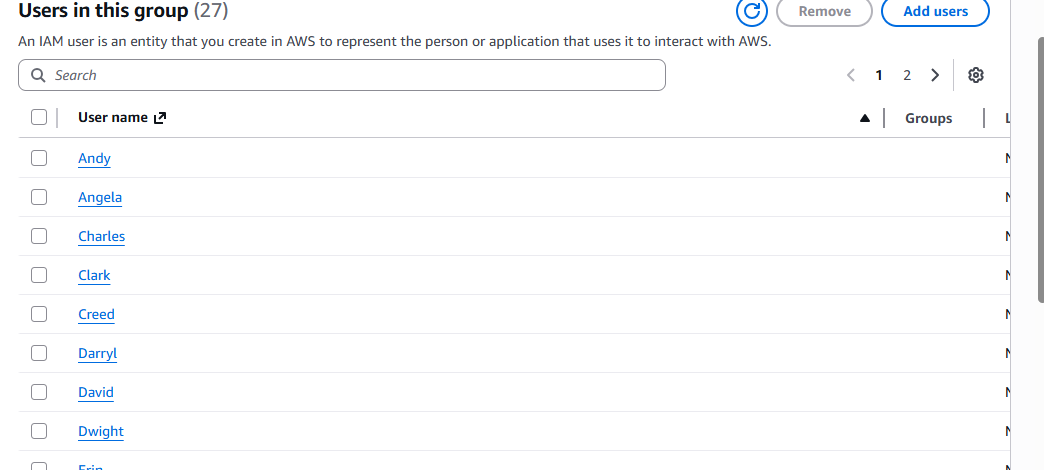 Users in this group (27)
Remove
Add users
An IAM user is an entity that you create in AWS to represent the person or application that uses it to interact with AWS.
Search
1
2
User name
Groups
Andy
Angela
Charles
Clark
Creed
Darryl
David
Dwight